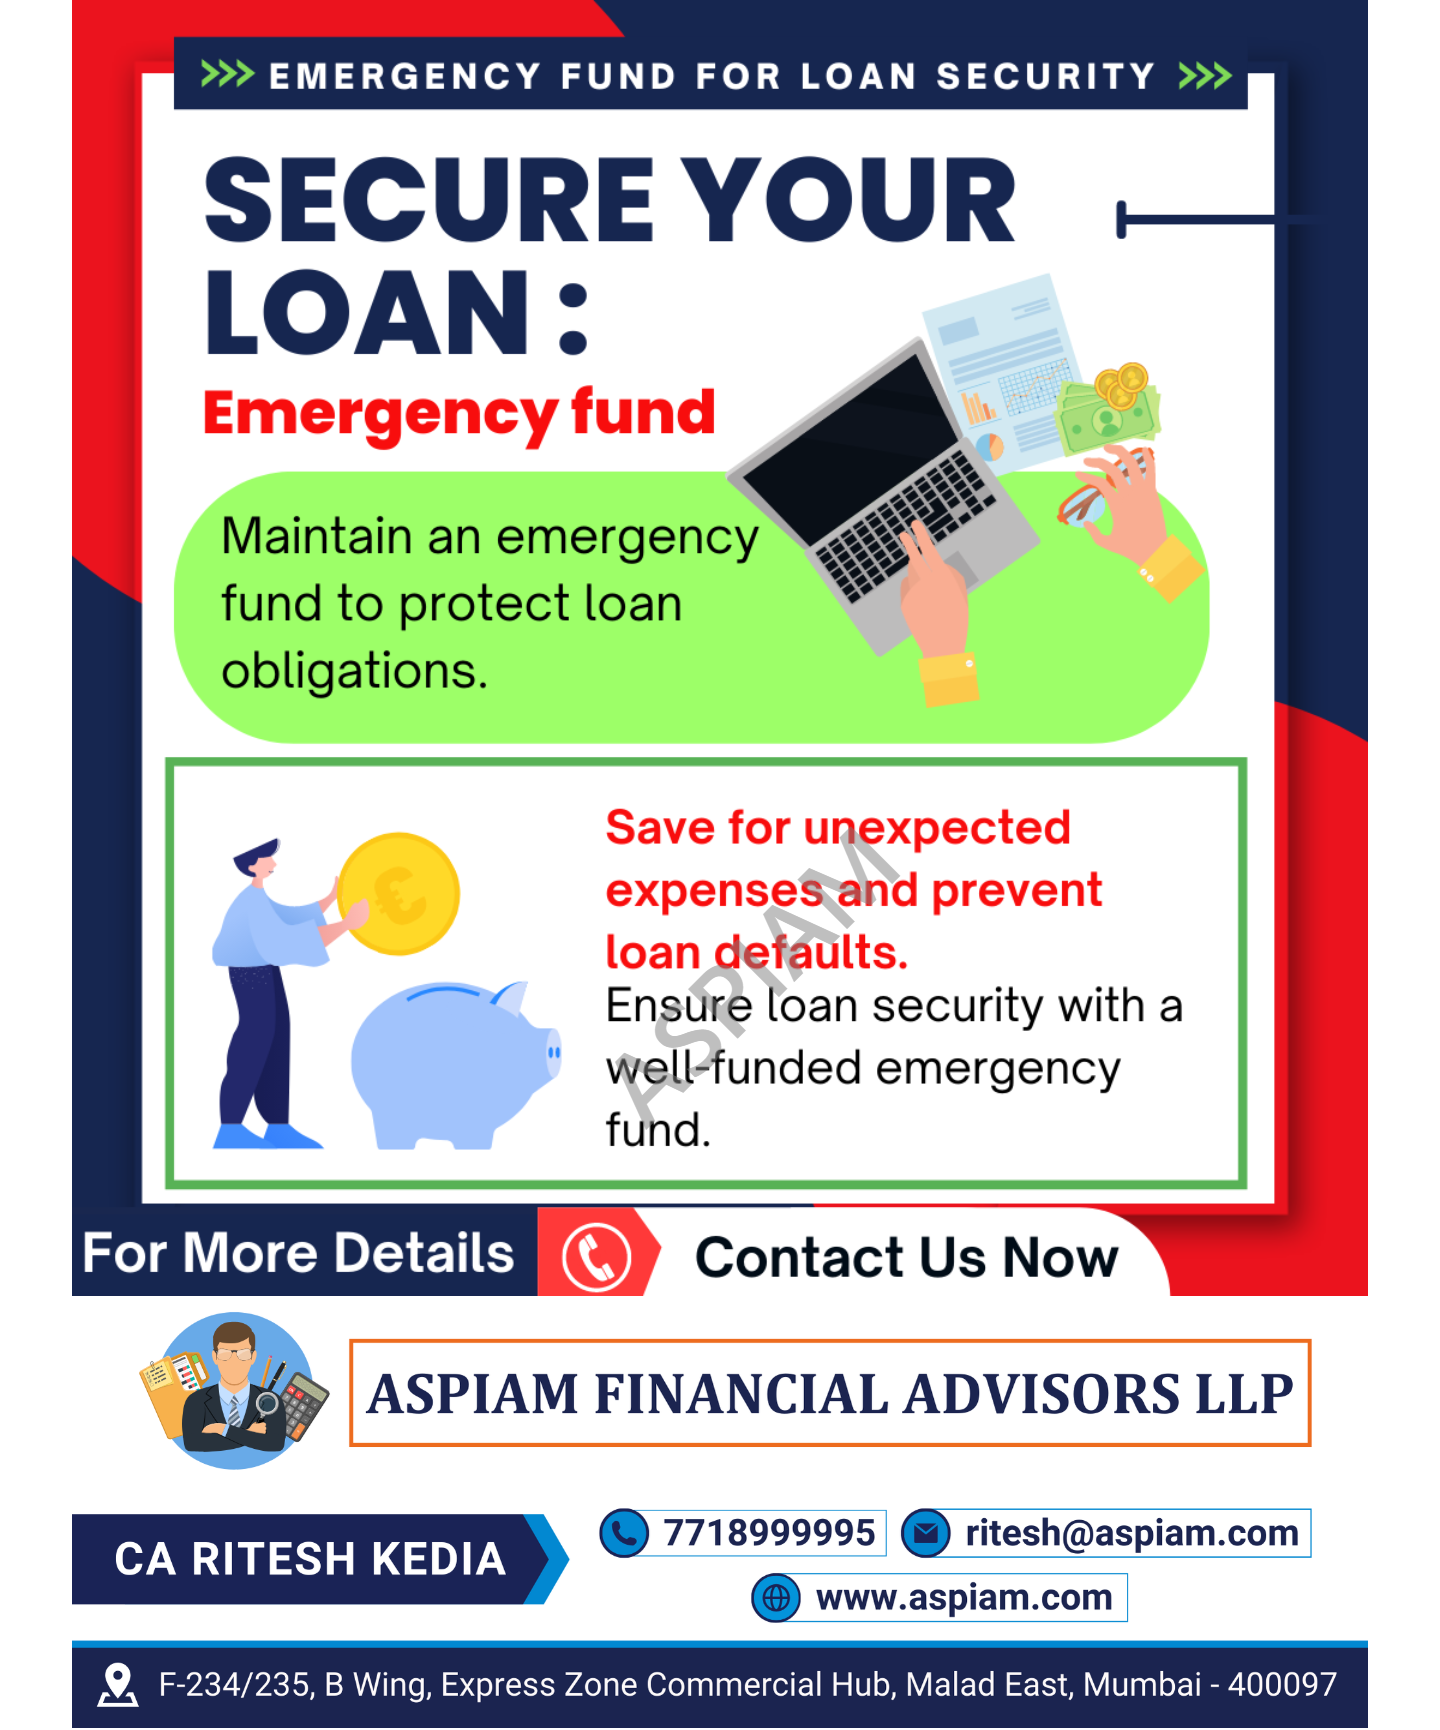 >>> EMERGENCY FUND FOR LOAN SECURITY >>>
SECURE YOUR
LOAN :
Emergency fund
Maintain an emergency
fund to protect loan
obligations.
Save for unexpected
expenses and prevent
loan defaults.
Ensure loan security with a
well-funded emergency
fund.
ASPIAM
For More Details
Contact Us Now
ASPIAM FINANCIAL ADVISORS LLP
CA RITESH KEDIA
7718999995
ritesh@aspiam.com
www.aspiam.com
F-234/235, B Wing, Express Zone Commercial Hub, Malad East, Mumbai - 400097